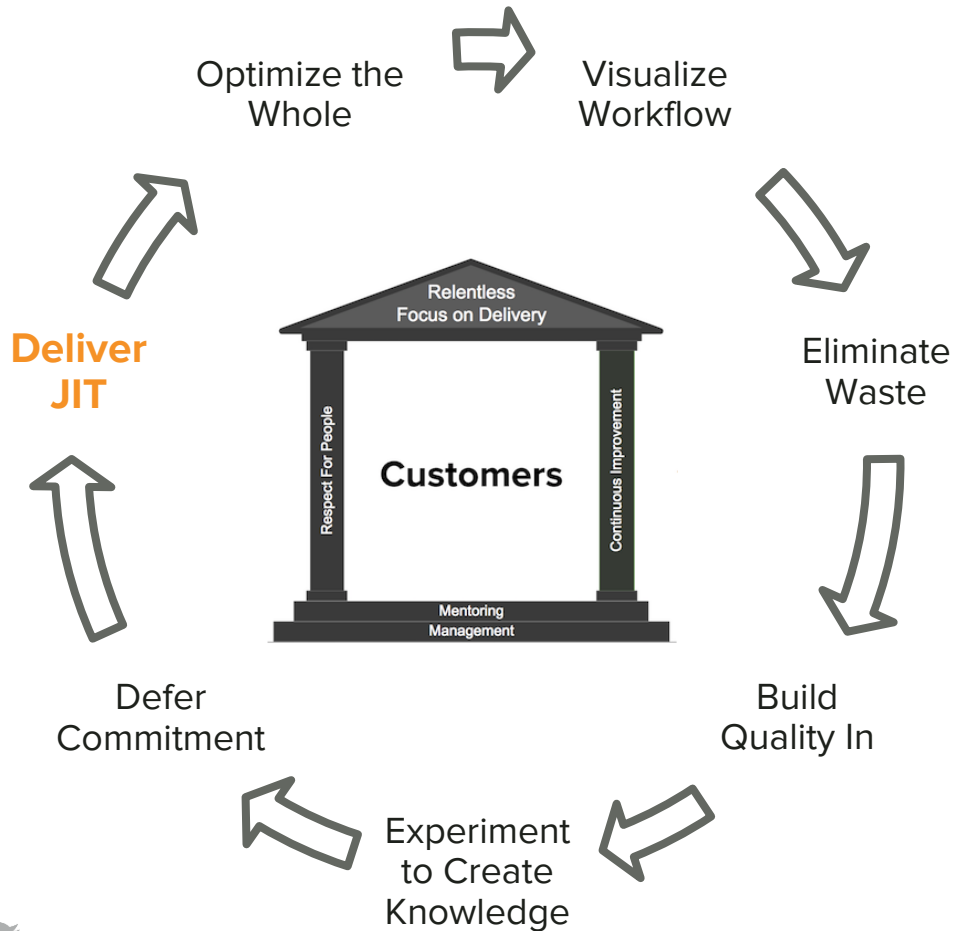 Optimize the
Whole
Visualize
Workflow
Eliminate
Waste
Build
Quality In
Experiment
to Create
Knowledge
Defer
Commitment
Deliver
JIT
Relentless
Focus on Delivery
Respect For People
Customers
Continuous Improvement
Mentoring
Management